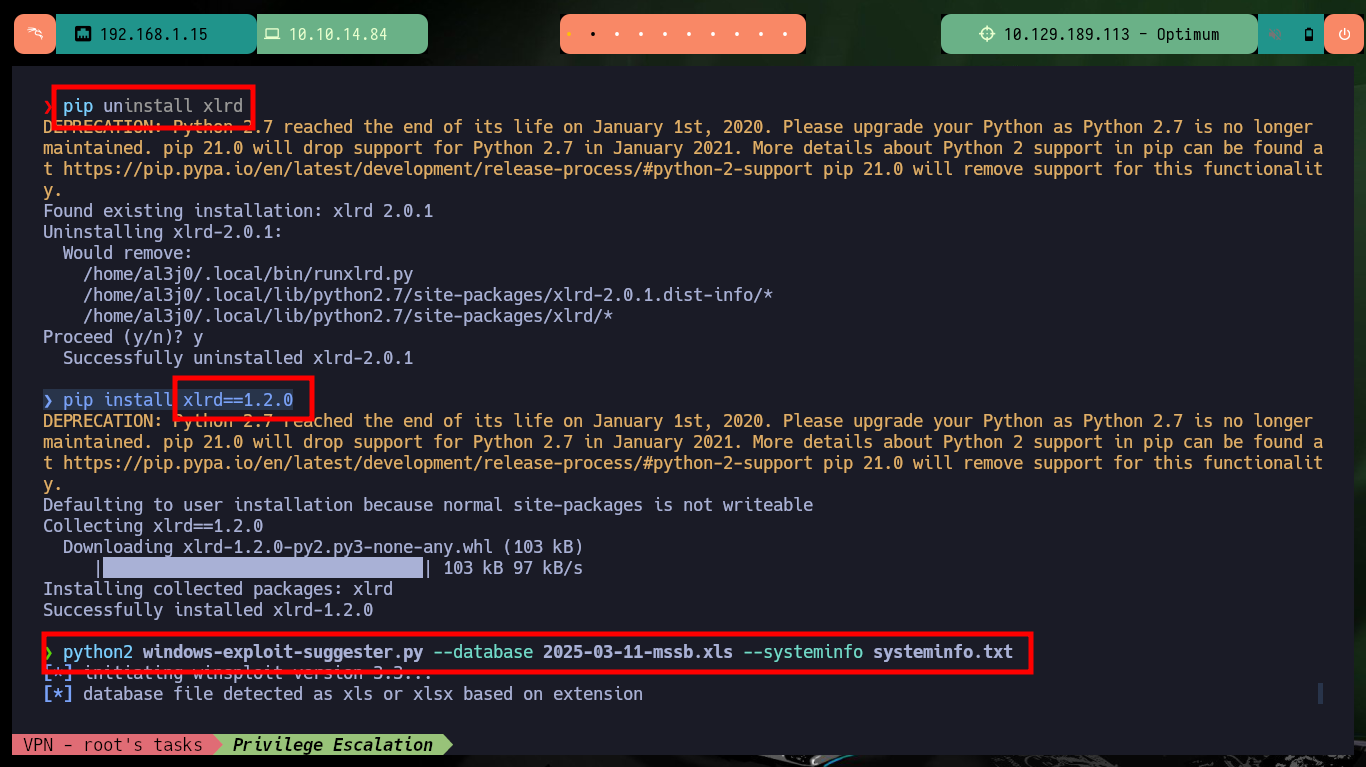 192.168.1.15
10.10.14.84
10.129.189.113 - Optimum
❯ pip uninstall xlrd
DEPRECATION: Python 2.7 reached the end of its life on January 1st, 2020. Please upgrade your Python as Python 2.7 is no longer
maintained. pip 21.0 will drop support for Python 2.7 in January 2021. More details about Python 2 support in pip can be found a
t https://pip.pypa.io/en/latest/development/release-process/#python-2-support pip 21.0 will remove support for this functionalit
y.
Found existing installation: xlrd 2.0.1
Uninstalling xlrd-2.0.1:
  Would remove:
    /home/al3j0/.local/bin/runxlrd.py
    /home/al3j0/.local/lib/python2.7/site-packages/xlrd-2.0.1.dist-info/*
    /home/al3j0/.local/lib/python2.7/site-packages/xlrd/*
Proceed (y/n)? y
  Successfully uninstalled xlrd-2.0.1
❯ pip install xlrd==1.2.0
DEPRECATION: Python 2.7 reached the end of its life on January 1st, 2020. Please upgrade your Python as Python 2.7 is no longer
maintained. pip 21.0 will drop support for Python 2.7 in January 2021. More details about Python 2 support in pip can be found a
t https://pip.pypa.io/en/latest/development/release-process/#python-2-support pip 21.0 will remove support for this functionalit
y.
Defaulting to user installation because normal site-packages is not writeable
Collecting xlrd==1.2.0
  Downloading xlrd-1.2.0-py2.py3-none-any.whl (103 kB)
     |████████████████████████████████| 103 kB 97 kB/s
Installing collected packages: xlrd
Successfully installed xlrd-1.2.0
❯ python2 windows-exploit-suggester.py --database 2025-03-11-mssb.xls --systeminfo systeminfo.txt
[*] initiating winsploit version 3.3...
[*] database file detected as xls or xlsx based on extension
VPN - root's tasks
Privilege Escalation